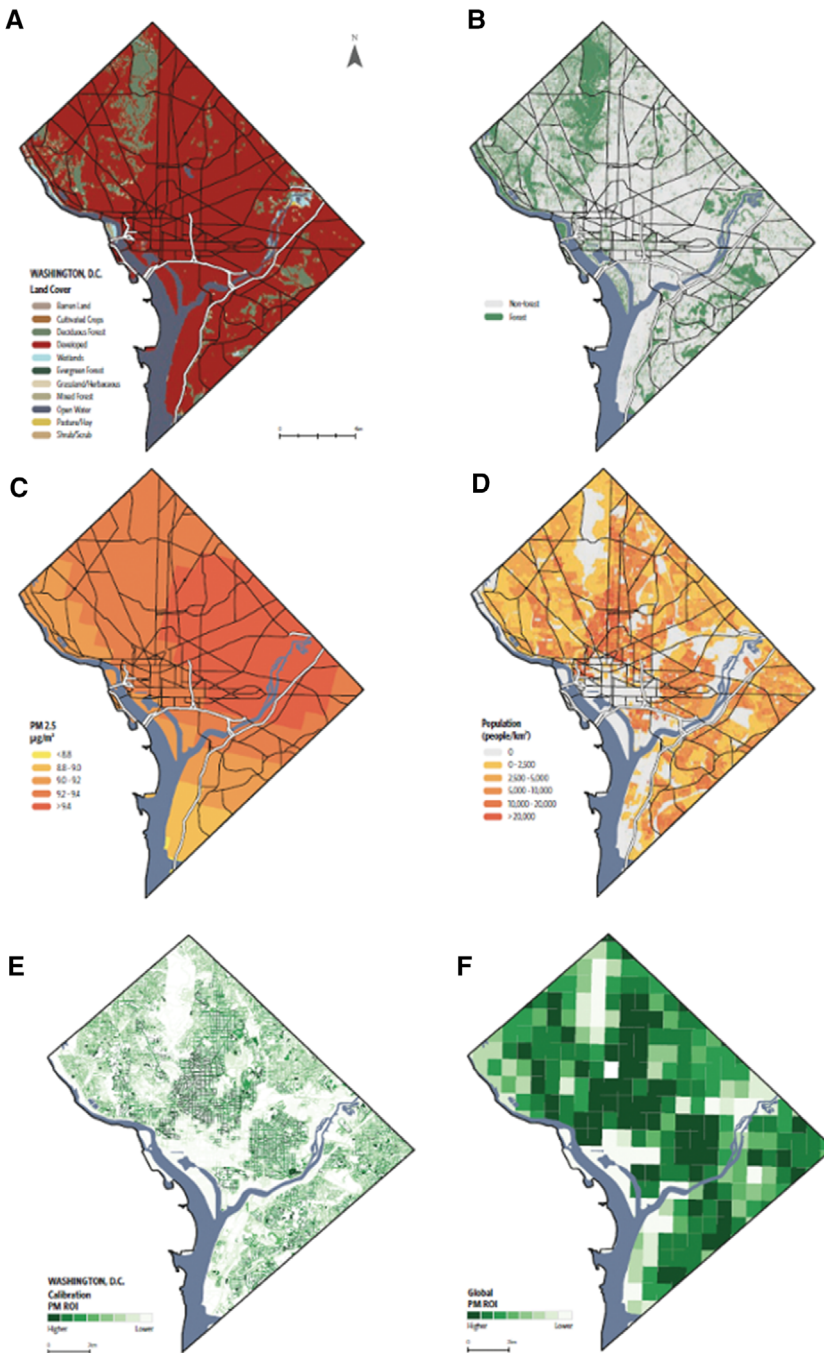 A
B
N
WASHINGTON, D.C.
Land Cover
Barren Land
Cultivated Crops
Deciduous Forest
Developed
Wetlands
Evergreen Forest
Grassland/Herbaceous
Mixed Forest
Open Water
Pasture/Hay
Shrub/Scrub
0
Non-forest
Forest
C
D
PM 2.5
µag/m³
<8.8
8.8 - 9.0
9.0 - 9.2
9.2 - 9.4
>9.4
Population
(people/km²)
0
0 - 2,500
2,500 - 5,000
5,000 - 10,000
10,000 - 20,000
>20,000
E
F
WASHINGTON, D.C.
Calibration
PM ROI
Higher
Lower
0
Global
PM ROI
Higher
Lower
0